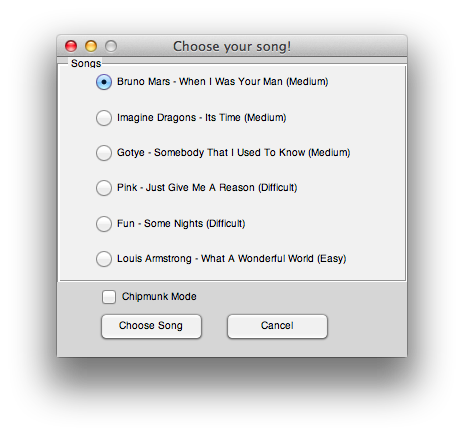 Choose your song!
Songs
Bruno Mars - When I Was Your Man (Medium)
Imagine Dragons - Its Time (Medium)
Gotye - Somebody That I Used To Know (Medium)
Pink - Just Give Me A Reason (Difficult)
Fun - Some Nights (Difficult)
Louis Armstrong - What A Wonderful World (Easy)
Chipmunk Mode
Choose Song Cancel